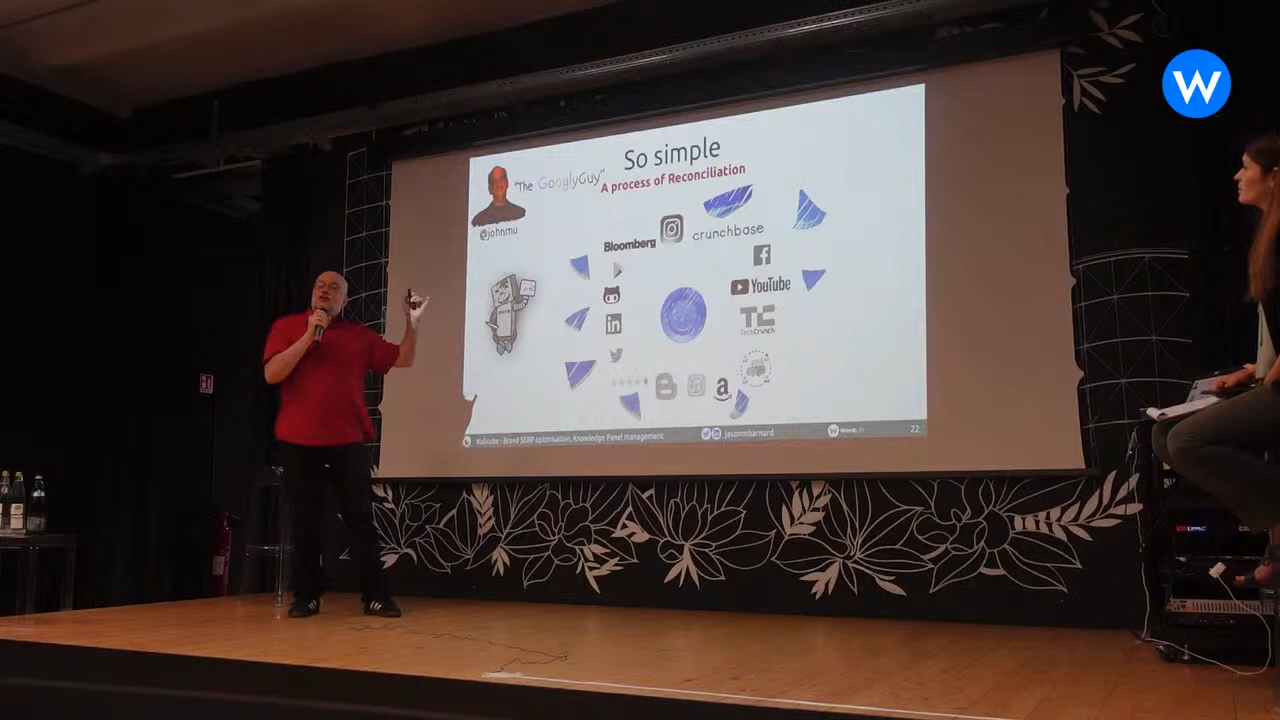 W
So simple
"The GooglyGuy"
A process of Reconciliation
@johnmu
Bloomberg
crunchbase
YouTube
TC
TechCrunch
a
Kalicube - Brand SERP optimisation, Knowledge Panel management
Jasonmbarnard
22